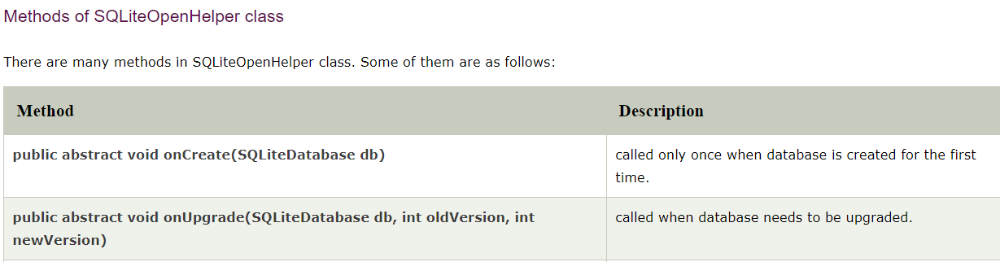 Methods of SQLiteOpenHelper class
There are many methods in SQLiteOpenHelper class. Some of them are as follows:
Method Description
public abstract void onCreate(SQLiteDatabase db) called only once when database is created for the first
time.
public abstract void onUpgrade(SQLiteDatabase db, int oldVersion, int called when database needs to be upgraded.
newVersion)